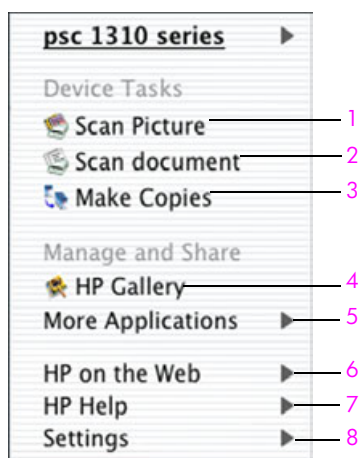 psc 1310 series
Device Tasks
Scan Picture 1
Scan document 2
Make Copies 3
Manage and Share
HP Gallery 4
More Applications 5
HP on the Web 6
HP Help 7
Settings 8